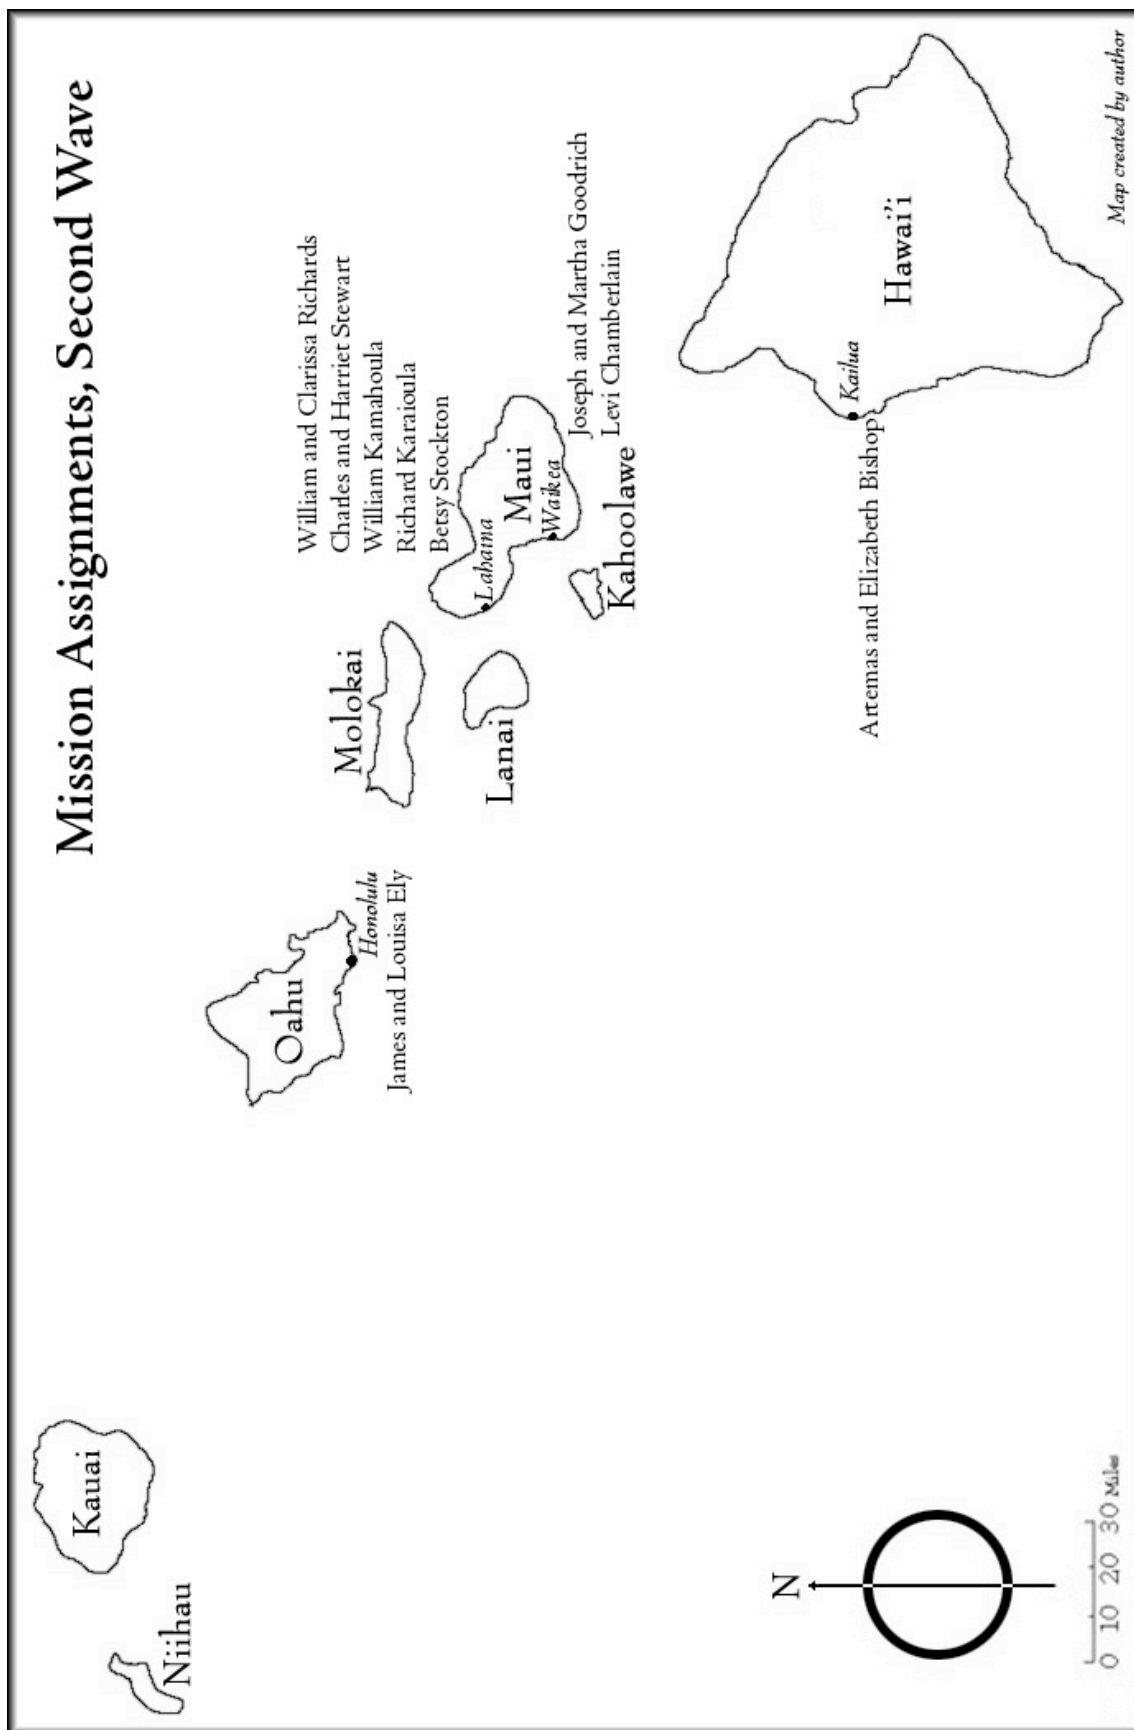 Mission Assignments, Second Wave
Kauai
Niihau
Oahu
Honolulu
James and Louisa Ely
Molokai
Lanai
William and Clarissa Richards
Charles and Harriet Stewart
William Kamahoula
Richard Karaioula
Betsy Stockton
Lahaina
Maui
Waikea
Kahoolawe
Joseph and Martha Goodrich
Levi Chamberlain
Kailua
Artemas and Elizabeth Bishop
Hawai'i
N
0 10 20 30 Miles
Map created by author